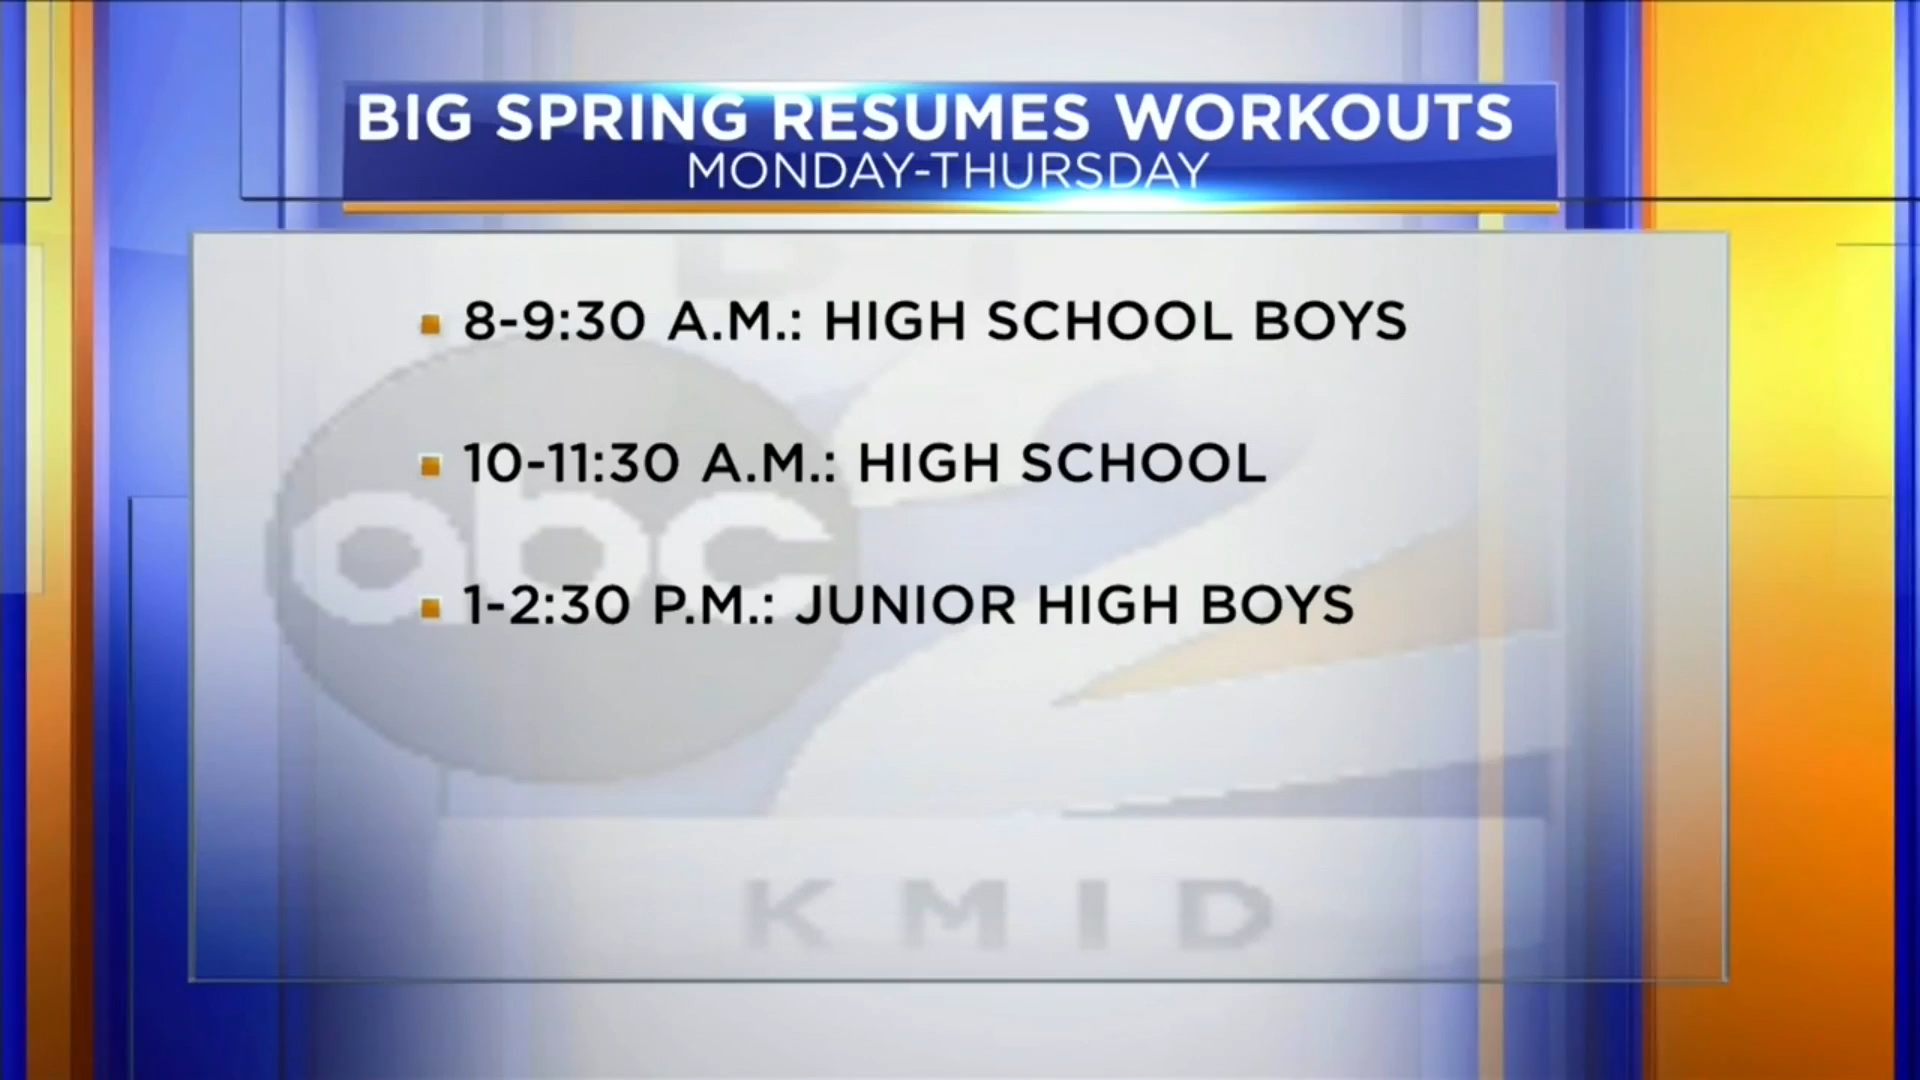 BIG SPRING RESUMES WORKOUTS
MONDAY-THURSDAY
8-9:30 A.M.: HIGH SCHOOL BOYS
10-11:30 A.M.: HIGH SCHOOL
1-2:30 P.M.: JUNIOR HIGH BOYS
abc 2
KMID